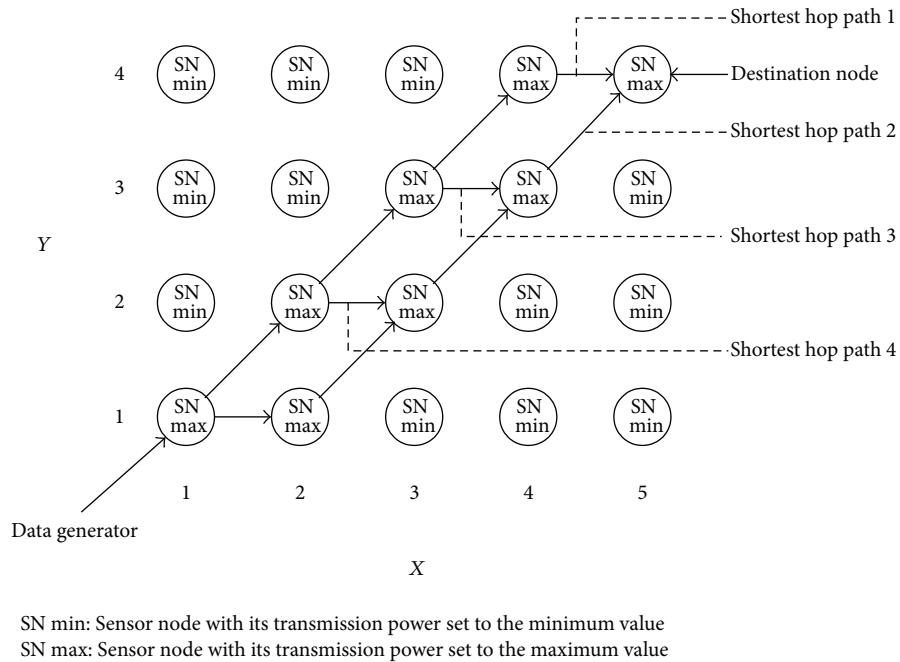 Shortest hop path 1
4
SN min
SN min
SN min
SN max
SN max
Destination node
Shortest hop path 2
3
SN min
SN min
SN max
SN max
SN min
Y
Shortest hop path 3
2
SN min
SN max
SN max
SN min
SN min
Shortest hop path 4
1
SN max
SN max
SN min
SN min
SN min
1 2 3 4 5
Data generator
X
SN min: Sensor node with its transmission power set to the minimum value
SN max: Sensor node with its transmission power set to the maximum value